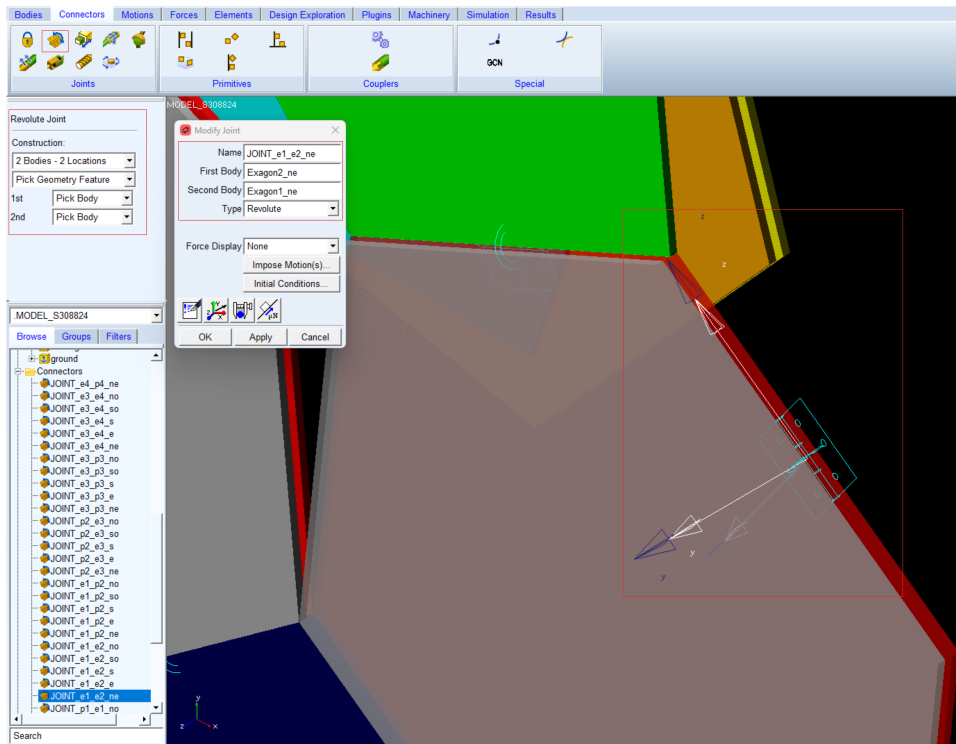 Bodies Connectors Motions Forces Elements Design Exploration Plugins Machinery Simulation Results
GCN
Joints Primitives Couplers Special
Revolute Joint
Construction:
2 Bodies - 2 Locations
Pick Geometry Feature
1st Pick Body
2nd Pick Body
MODEL_S308824
Modify Joint
Name JOINT_e1_e2_ne
First Body Exagon2_ne
Second Body Exagon1_ne
Type Revolute
Force Display None
Impose Motion(s)...
Initial Conditions...
OK Apply Cancel
.MODEL_S308824
Browse Groups Filters
ground
Connectors
JOINT_e4_p4_ne
JOINT_e3_e4_no
JOINT_e3_e4_so
JOINT_e3_e4_s
JOINT_e3_e4_e
JOINT_e3_e4_ne
JOINT_e3_p3_no
JOINT_e3_p3_so
JOINT_e3_p3_s
JOINT_e3_p3_e
JOINT_e3_p3_ne
JOINT_p2_e3_no
JOINT_p2_e3_so
JOINT_p2_e3_s
JOINT_p2_e3_e
JOINT_p2_e3_ne
JOINT_e1_p2_no
JOINT_e1_p2_so
JOINT_e1_p2_s
JOINT_e1_p2_e
JOINT_e1_p2_ne
JOINT_e1_e2_no
JOINT_e1_e2_so
JOINT_e1_e2_s
JOINT_e1_e2_e
JOINT_e1_e2_ne
JOINT_p1_e1_no
Search
z
z
y
y
y
z x